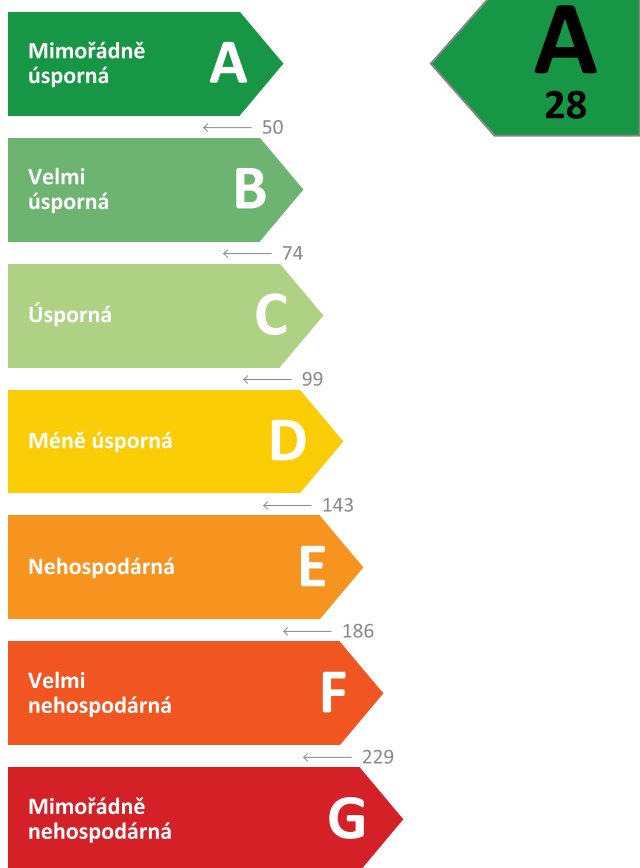 Mimořádně
úsporná
A
50
Velmi
úsporná
B
74
Úsporná
C
99
Méně úsporná
D
143
Nehospodárná
E
186
Velmi
nehospodárná
F
229
Mimořádně
nehospodárná
G
A
28